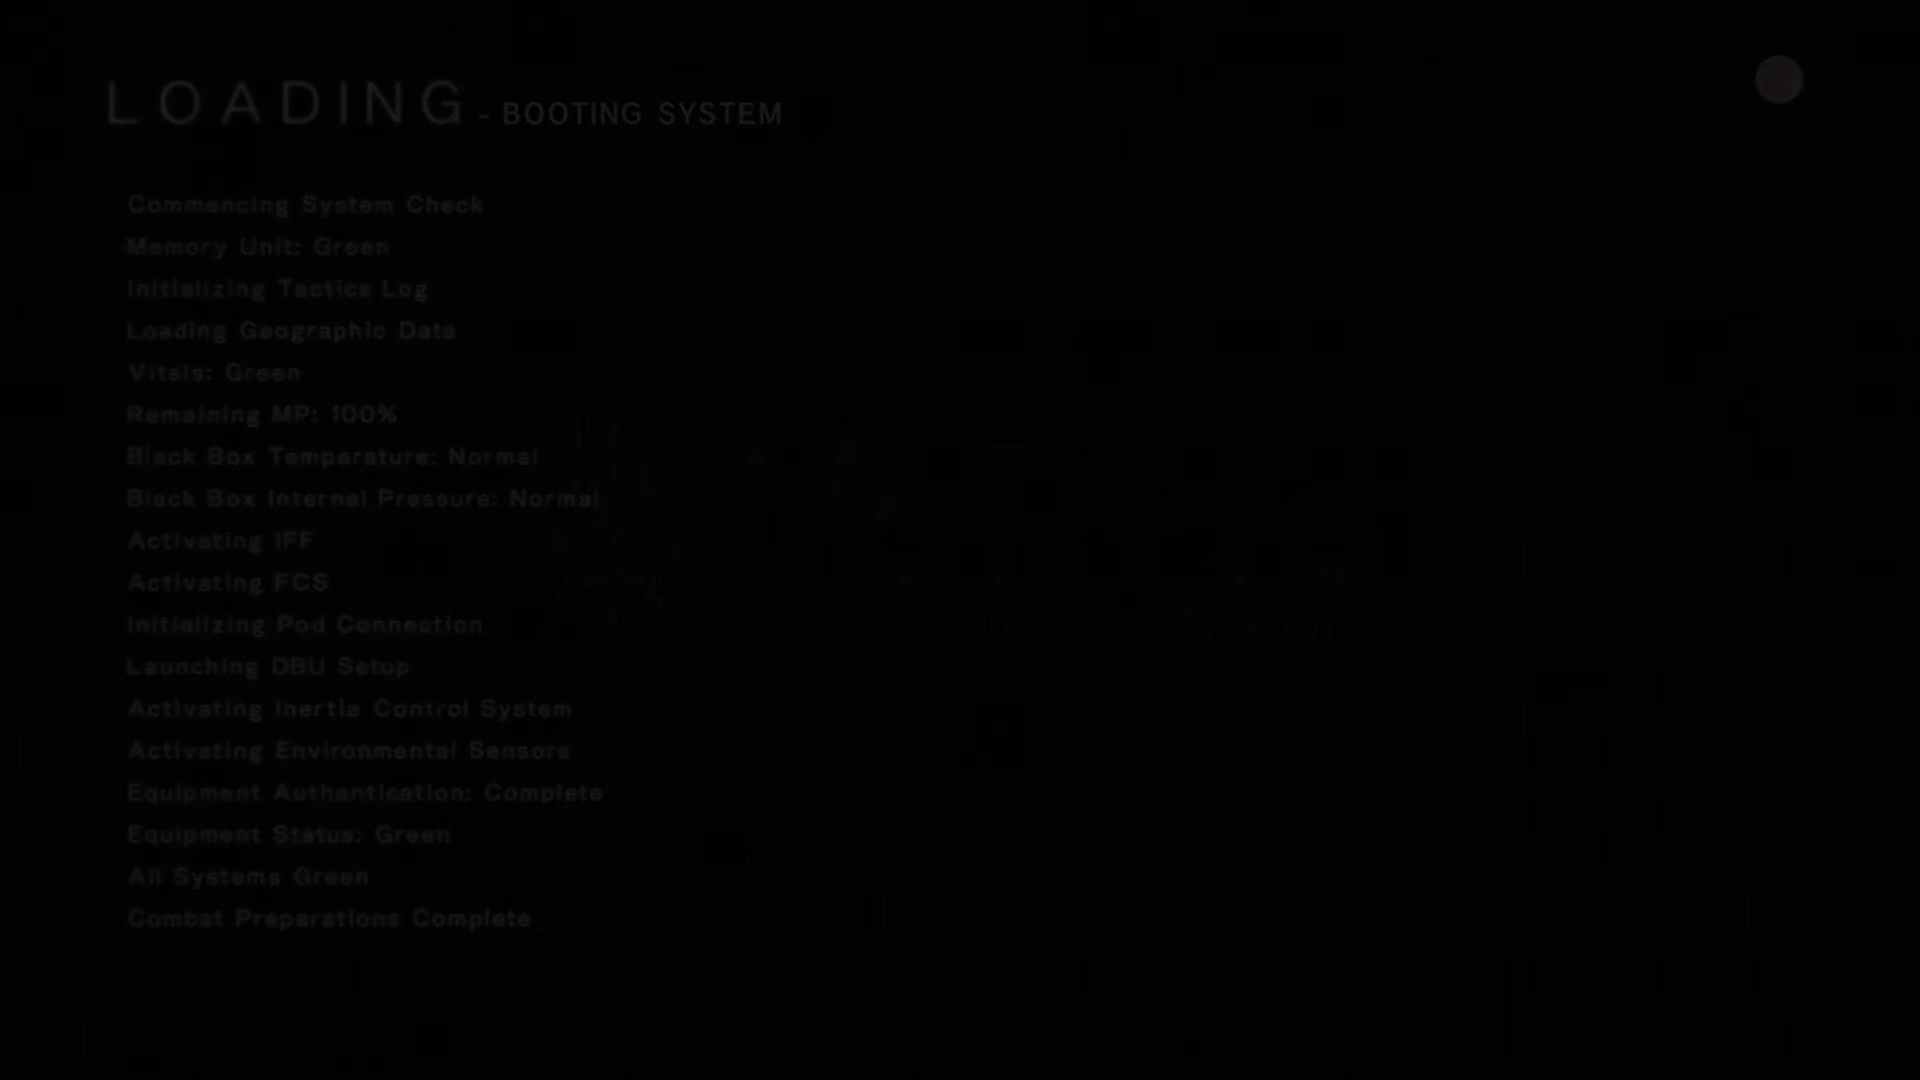 LOADING - BOOTING SYSTEM
Commencing System Check
Memory Unit: Green
Initializing Tactics Log
Loading Geographic Data
Vitals: Green
Remaining MP: 100%
Black Box Temperature: Normal
Black Box Internal Pressure: Normal
Activating IFF
Activating FCS
Initializing Pod Connection
Launching DBU Setup
Activating Inertia Control System
Activating Environmental Sensors
Equipment Authentication: Complete
Equipment Status: Green
All Systems Green
Combat Preparations Complete
YoRHa